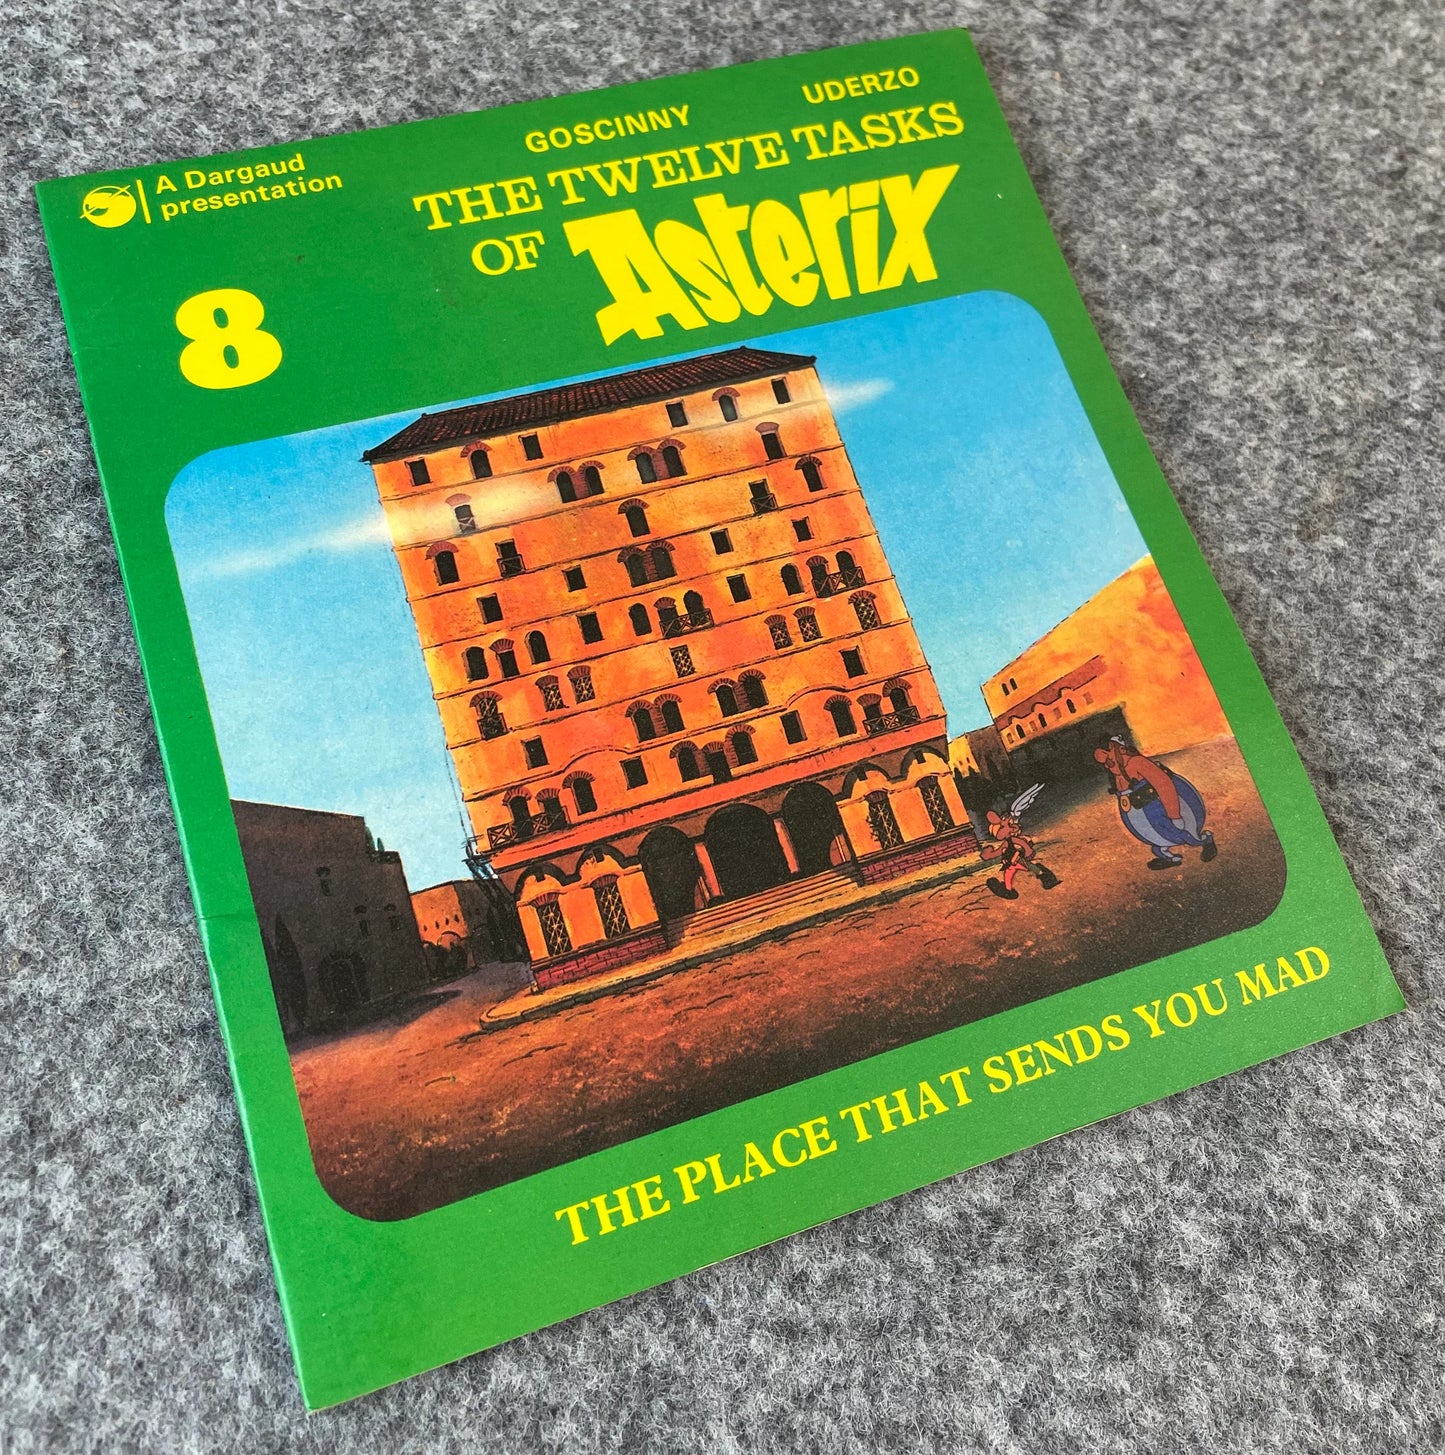 A Dargaud
presentation
GOSCINNY UDERZO
THE TWELVE TASKS
OF Asterix
8
THE PLACE THAT SENDS YOU MAD